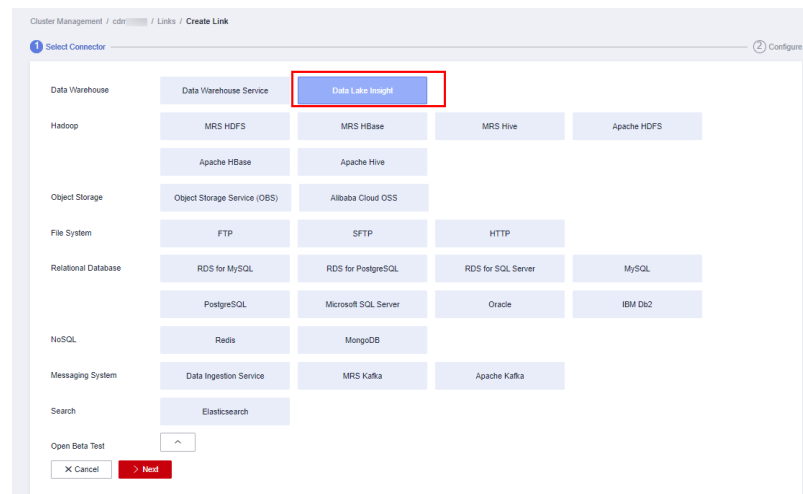 Cluster Management / cdm / Links / Create Link
1 Select Connector
2 Configure
Data Warehouse Data Warehouse Service Data Lake Insight
Hadoop MRS HDFS MRS HBase MRS Hive Apache HDFS
Apache HBase Apache Hive
Object Storage Object Storage Service (OBS) Alibaba Cloud OSS
File System FTP SFTP HTTP
Relational Database RDS for MySQL RDS for PostgreSQL RDS for SQL Server MySQL
PostgreSQL Microsoft SQL Server Oracle IBM Db2
NoSQL Redis MongoDB
Messaging System Data Ingestion Service MRS Kafka Apache Kafka
Search Elasticsearch
Open Beta Test
X Cancel > Next